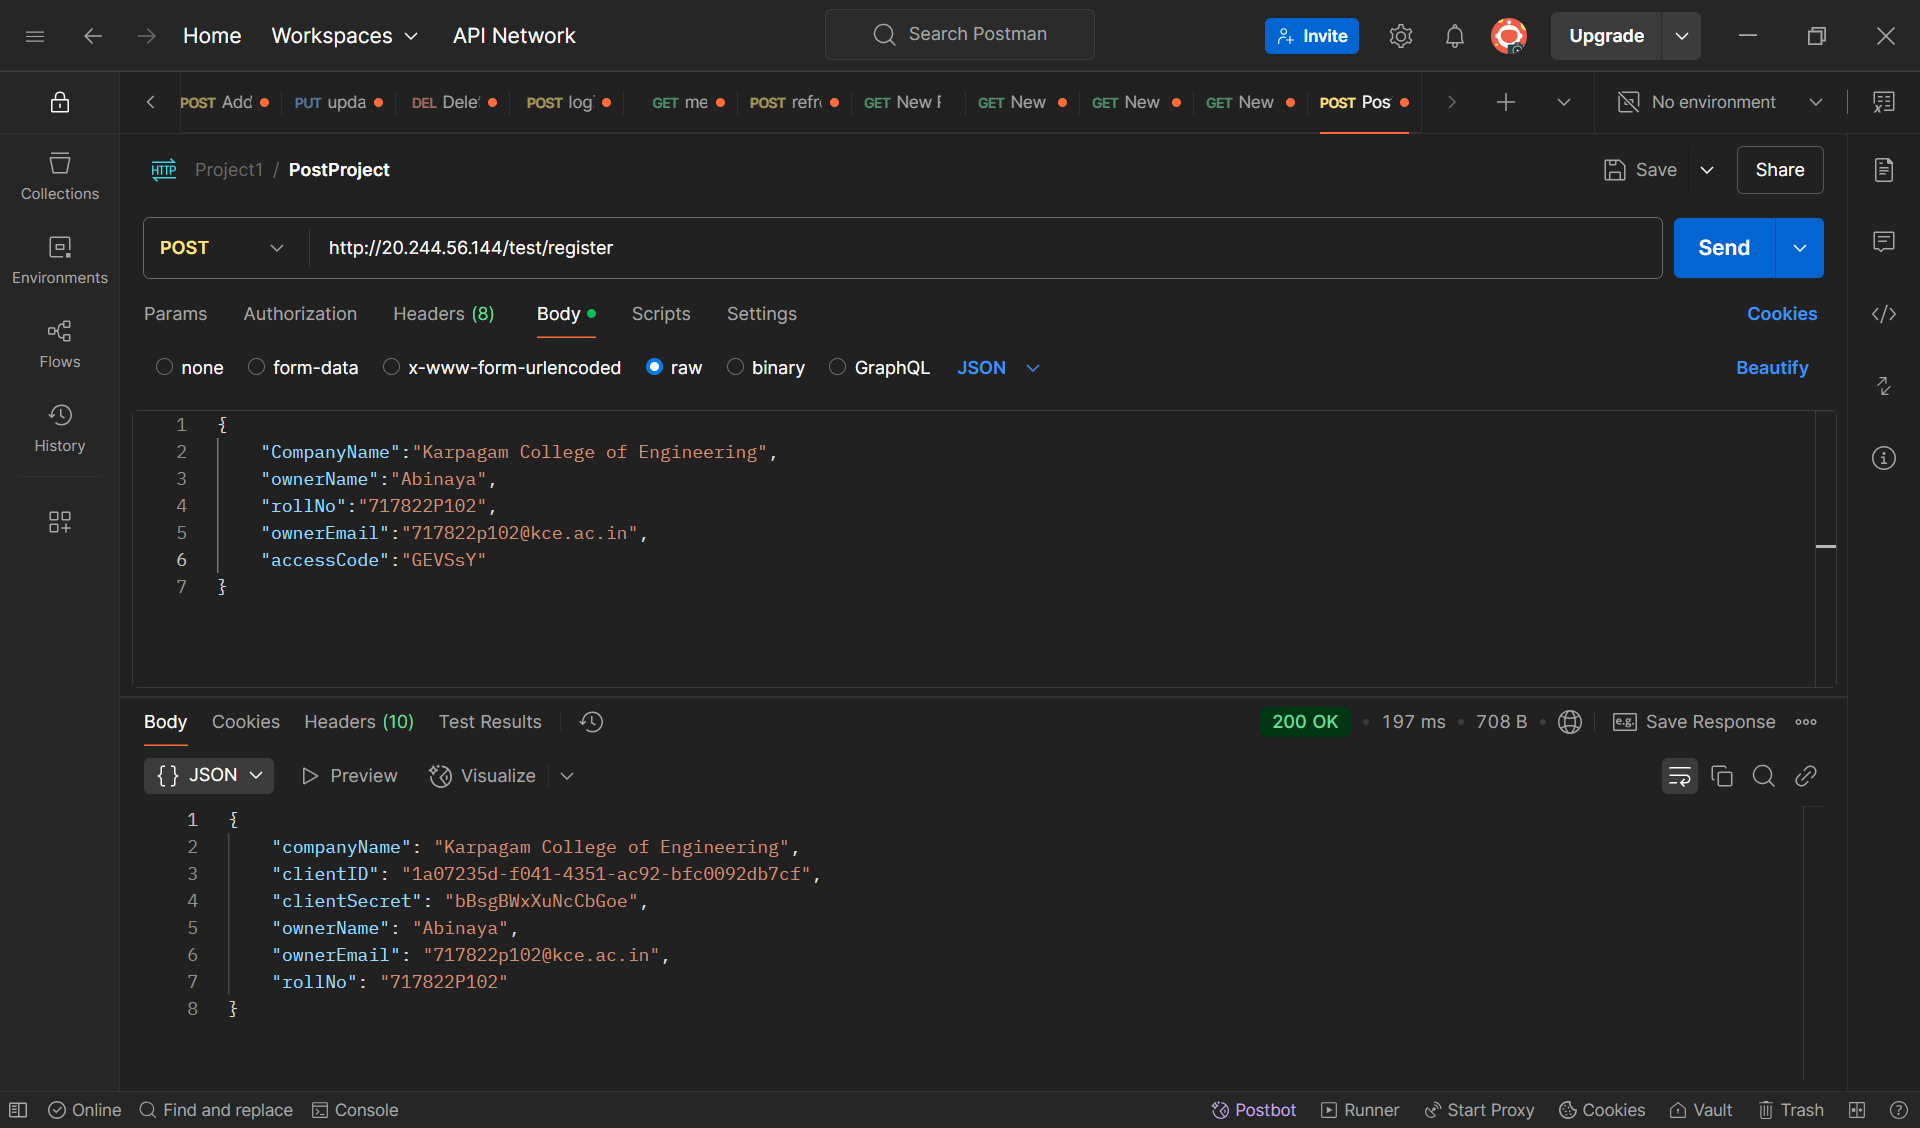 Home Workspaces API Network Search Postman Invite Upgrade
POST Add PUT upda DEL Dele POST log GET me POST refr GET New GET New GET New GET New POST Pos No environment
HTTP Project1 / PostProject Save Share
Collections
POST http://20.244.56.144/test/register Send
Environments
Params Authorization Headers (8) Body Scripts Settings Cookies
Flows
none form-data x-www-form-urlencoded raw binary GraphQL JSON Beautify
History
1 {
2 "CompanyName":"Karpagam College of Engineering",
3 "ownerName":"Abinaya",
4 "rollNo":"717822P102",
5 "ownerEmail":"717822p102@kce.ac.in",
6 "accessCode":"GEVSsY"
7 }
Body Cookies Headers (10) Test Results 200 OK • 197 ms • 708 B • e.g. Save Response
{} JSON Preview Visualize
1 {
2 "companyName": "Karpagam College of Engineering",
3 "clientID": "1a07235d-f041-4351-ac92-bfc0092db7cf",
4 "clientSecret": "bBsgBWxXuNcCbGoe",
5 "ownerName": "Abinaya",
6 "ownerEmail": "717822p102@kce.ac.in",
7 "rollNo": "717822P102"
8 }
Online Find and replace Console Postbot Runner Start Proxy Cookies Vault Trash